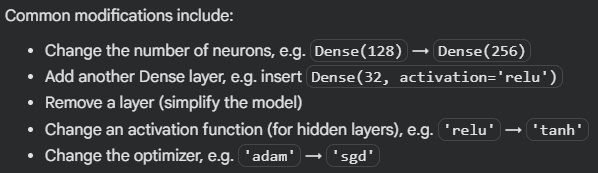 Common modifications include:
• Change the number of neurons, e.g. Dense(128) → Dense(256)
• Add another Dense layer, e.g. insert Dense(32, activation='relu')
• Remove a layer (simplify the model)
• Change an activation function (for hidden layers), e.g. 'relu' → 'tanh'
• Change the optimizer, e.g. 'adam' → 'sgd'